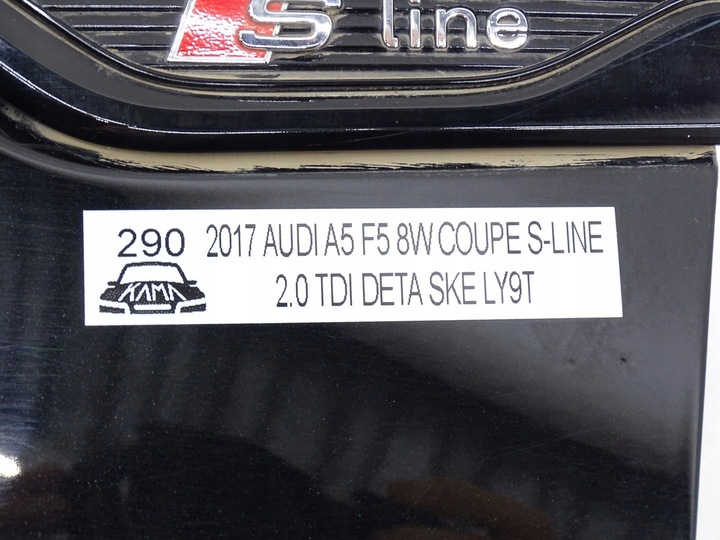 S line
290 2017 AUDI A5 F5 8W COUPE S-LINE
KAMA 2.0 TDI DETA SKE LY9T